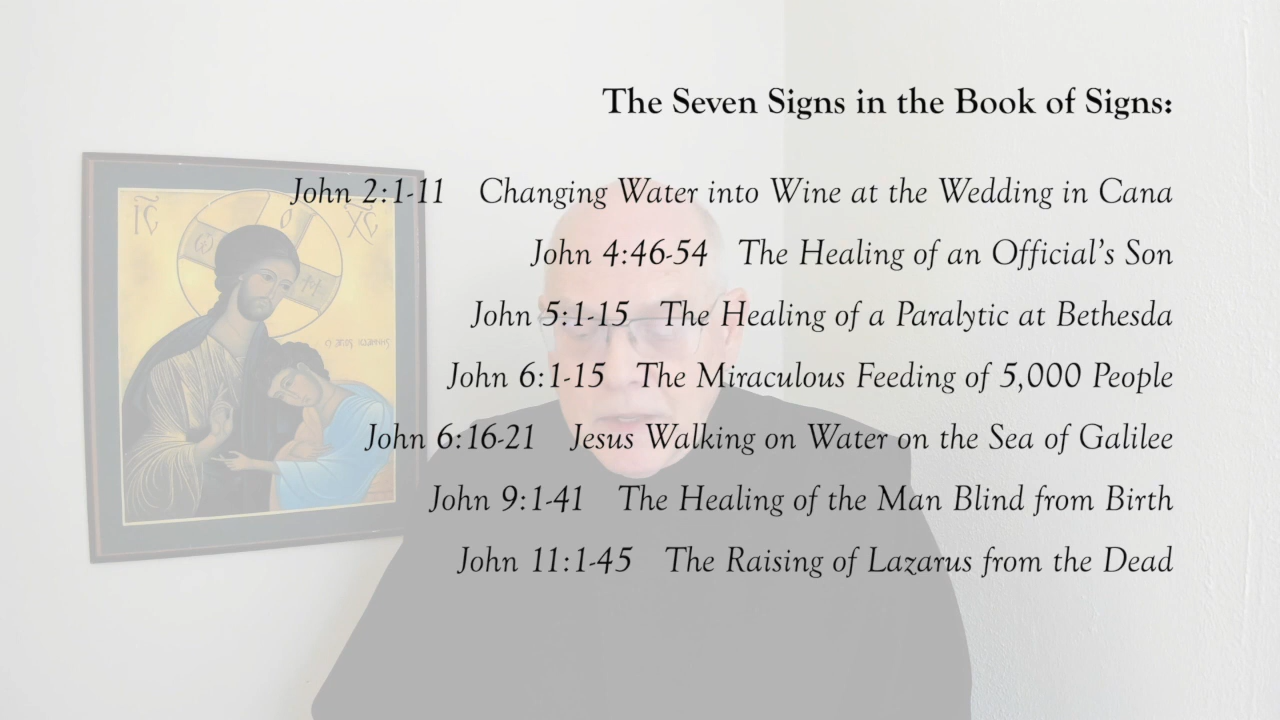 The Seven Signs in the Book of Signs:
John 2:1-11 Changing Water into Wine at the Wedding in Cana
John 4:46-54 The Healing of an Official’s Son
John 5:1-15 The Healing of a Paralytic at Bethesda
John 6:1-15 The Miraculous Feeding of 5,000 People
John 6:16-21 Jesus Walking on Water on the Sea of Galilee
John 9:1-41 The Healing of the Man Blind from Birth
John 11:1-45 The Raising of Lazarus from the Dead